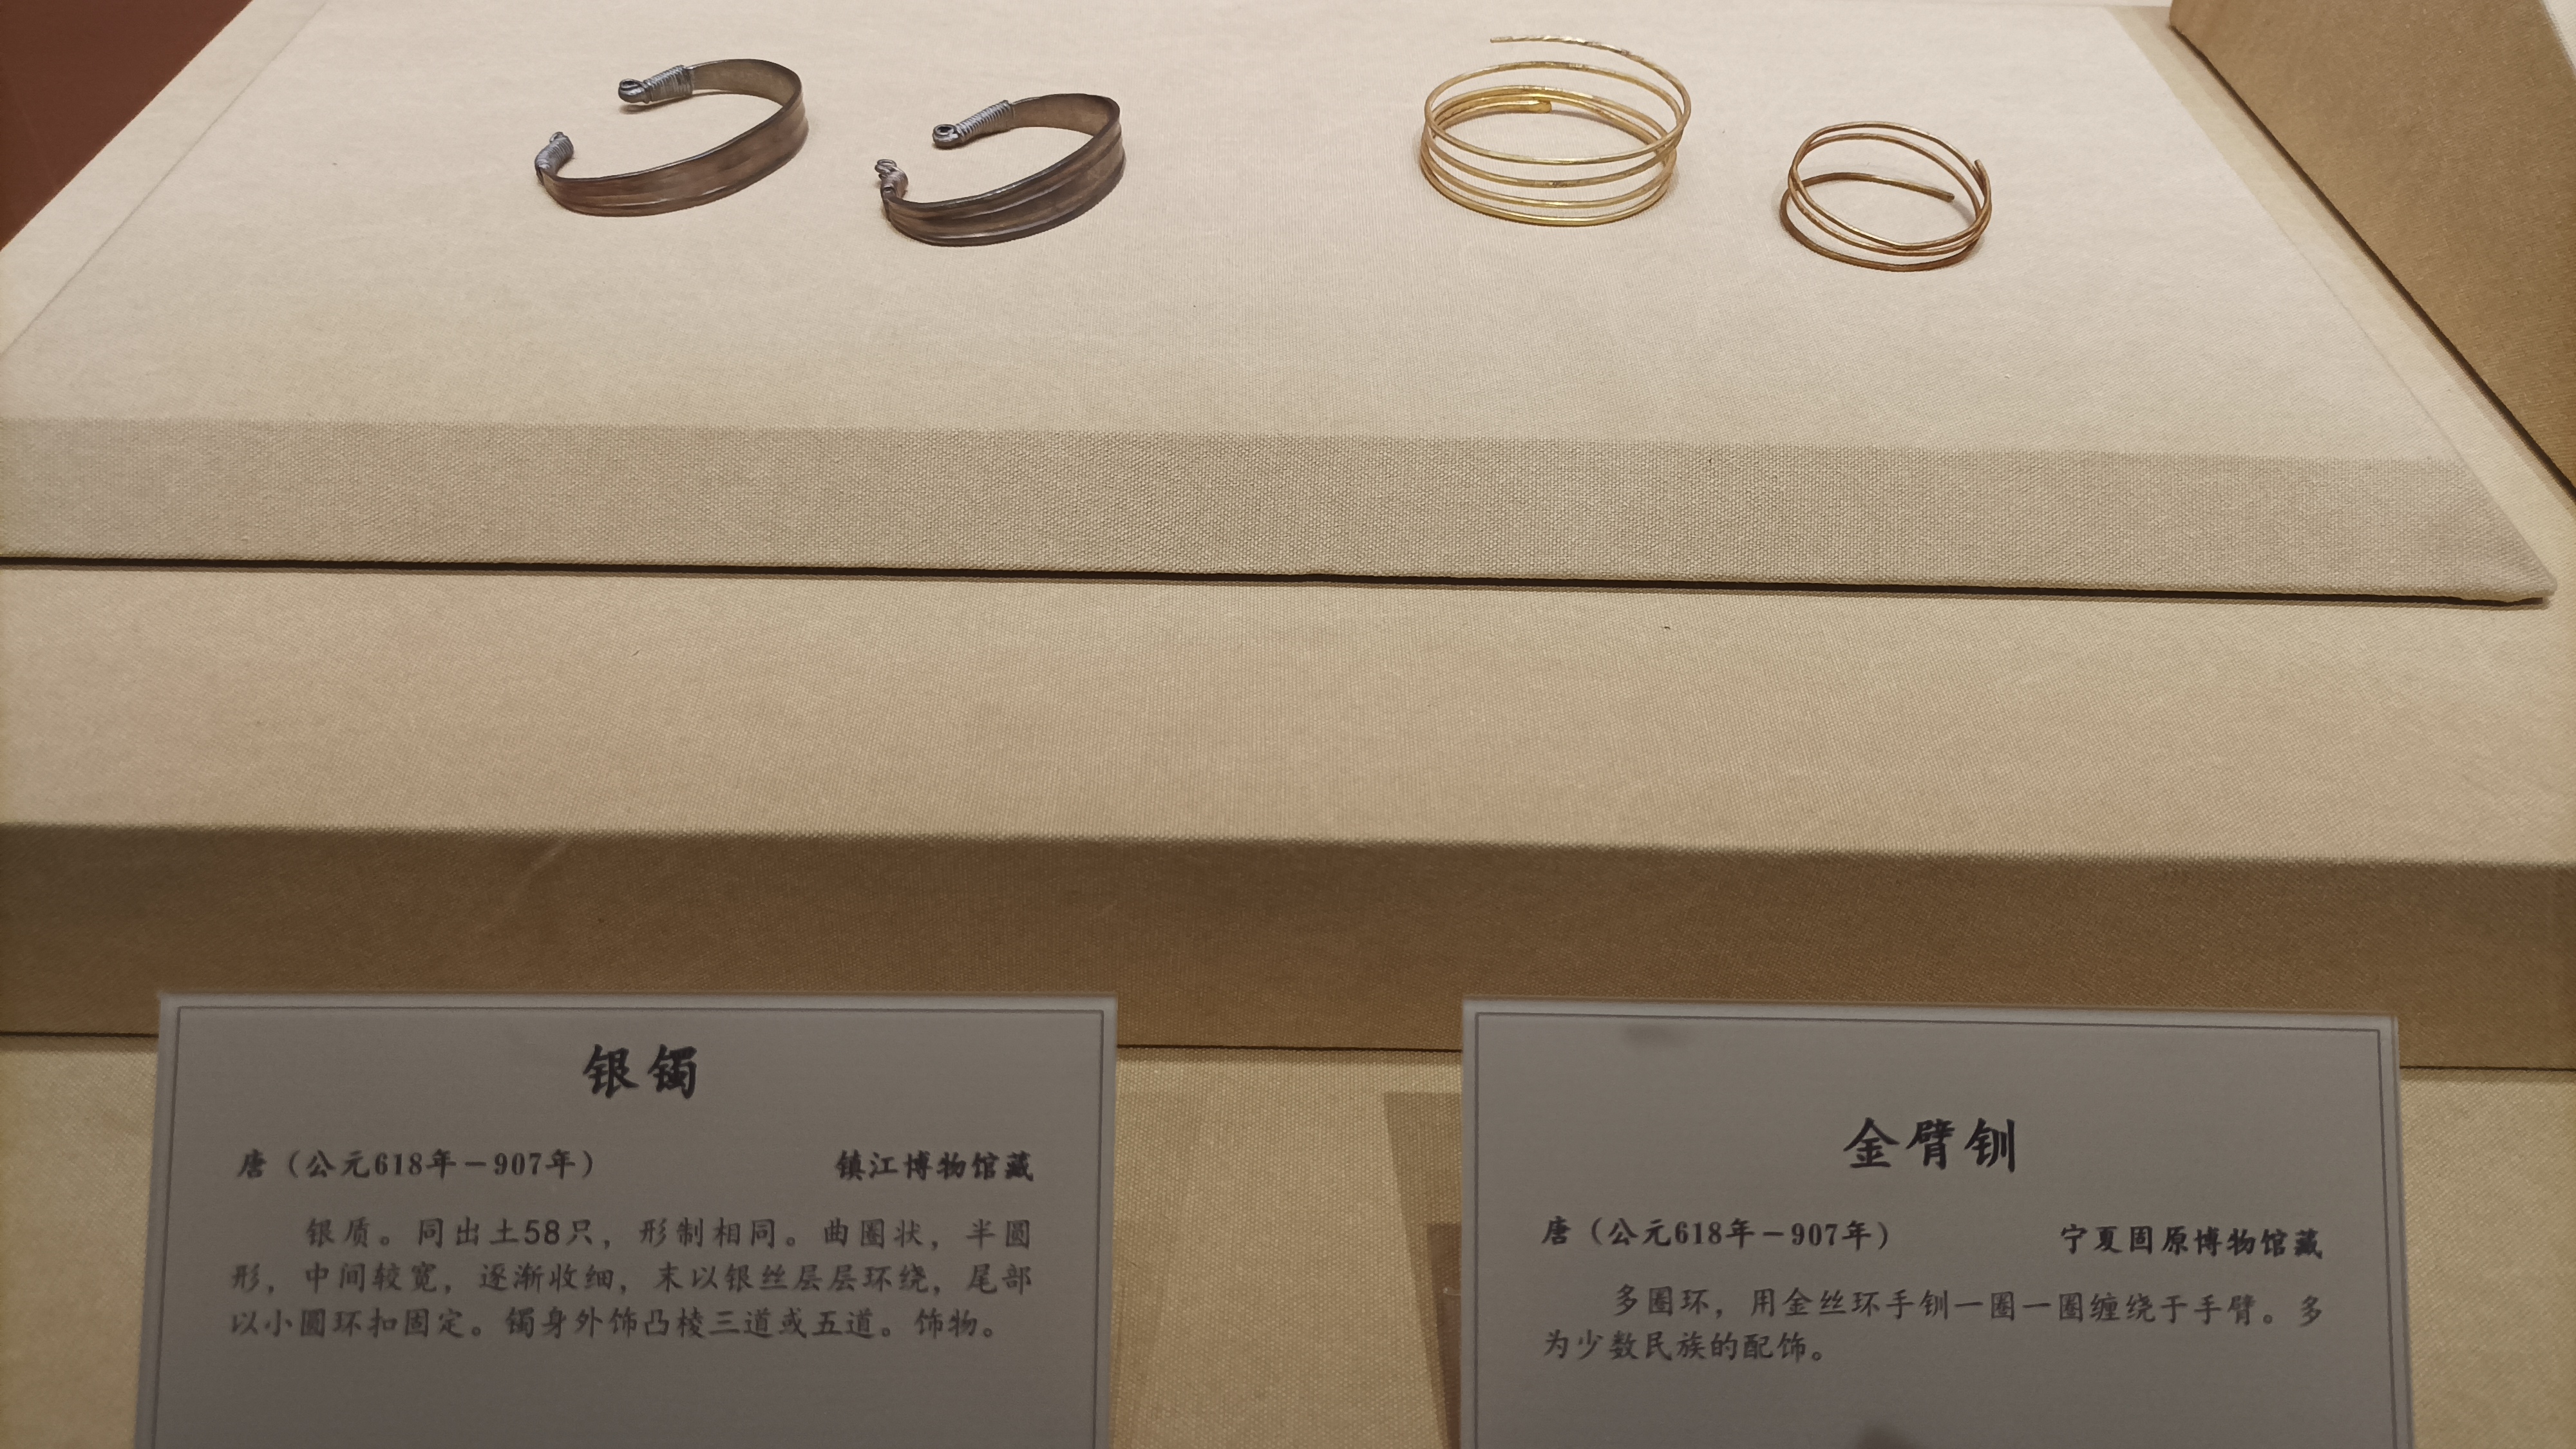 银镯
唐（公元618年－907年） 镇江博物馆藏
银质。同出土58只，形制相同。曲圈状，半圆
形，中间较宽，逐渐收细，末以银丝层层环绕，尾部
以小圆环扣固定。镯身外饰凸棱三道或五道。饰物。
金臂钏
唐（公元618年－907年） 宁夏固原博物馆藏
多圈环，用金丝环手钏一圈一圈缠绕于手臂。多
为少数民族的配饰。